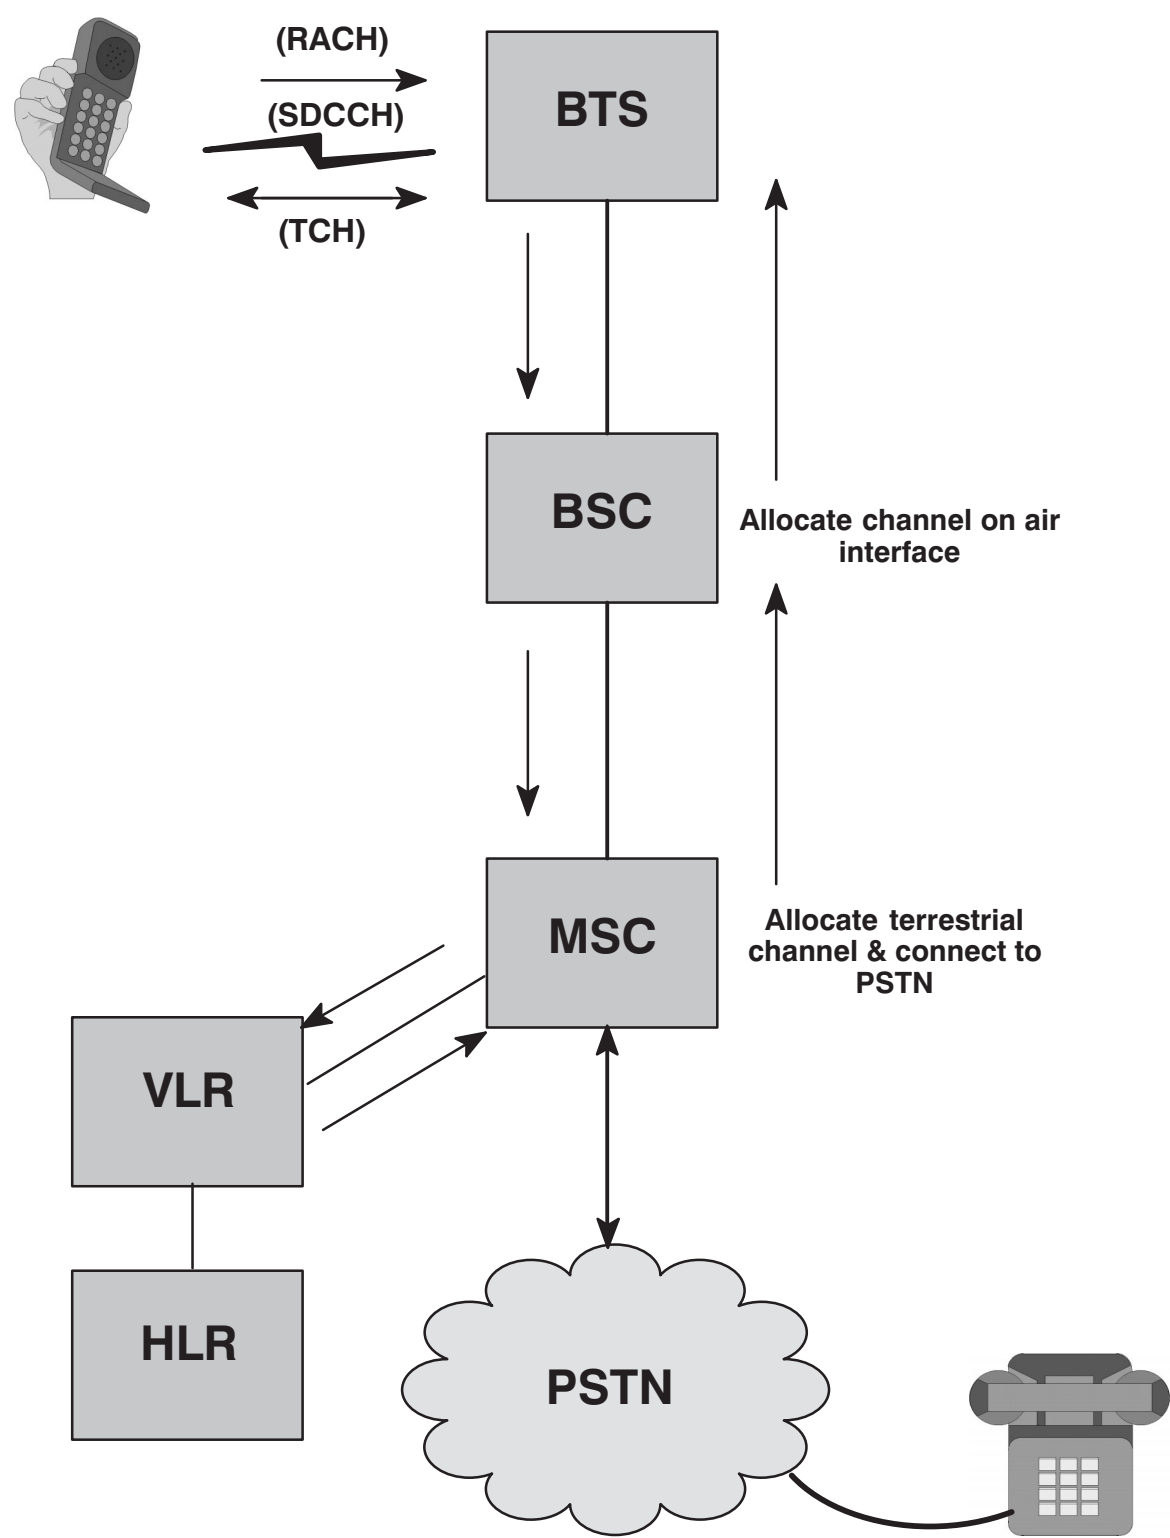 (RACH)
(SDCCH)
(TCH)
BTS
BSC
Allocate channel on air
interface
MSC
Allocate terrestrial
channel & connect to
PSTN
VLR
HLR
PSTN